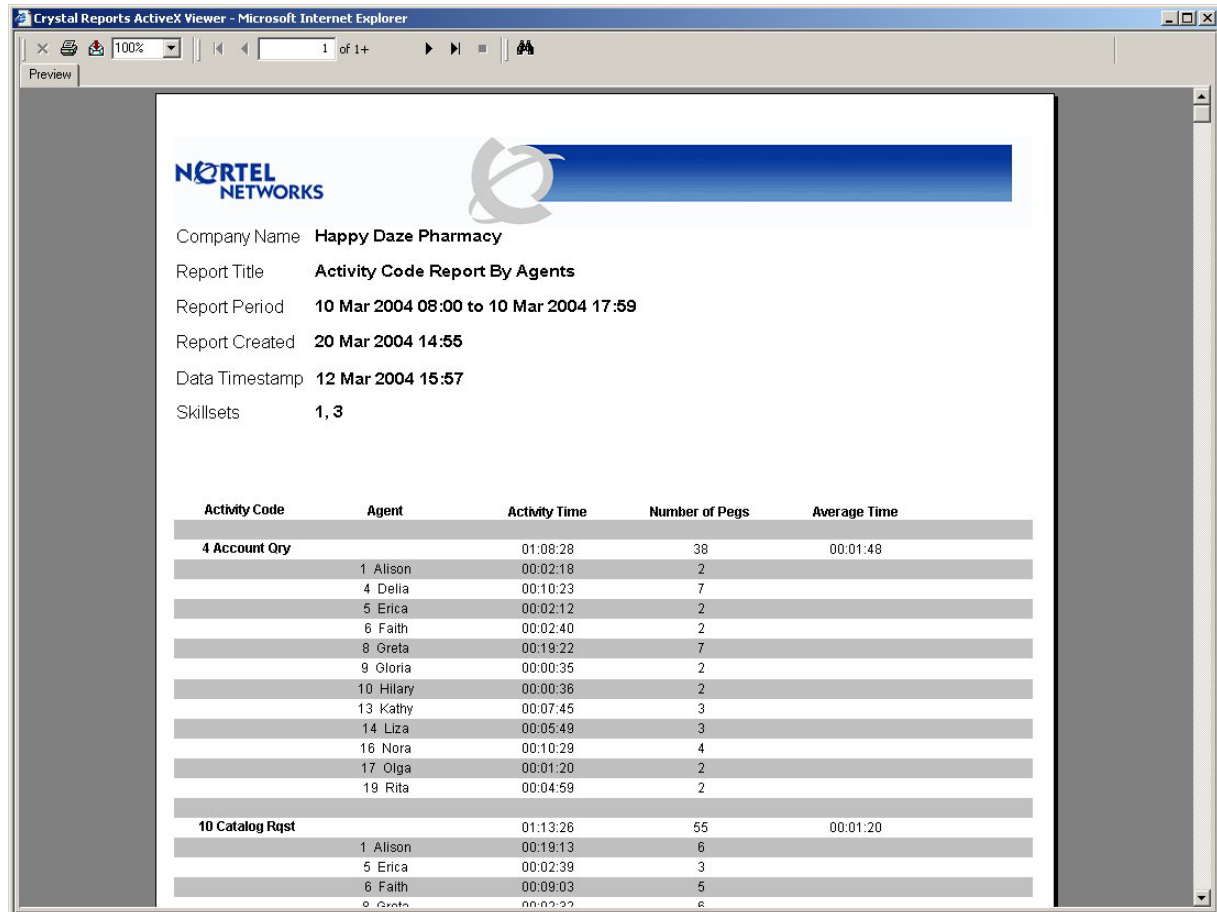 Crystal Reports ActiveX Viewer - Microsoft Internet Explorer
100% 1 of 1+
Preview
NORTEL
NETWORKS
Company Name Happy Daze Pharmacy
Report Title Activity Code Report By Agents
Report Period 10 Mar 2004 08:00 to 10 Mar 2004 17:59
Report Created 20 Mar 2004 14:55
Data Timestamp 12 Mar 2004 15:57
Skillsets 1, 3
Activity Code Agent Activity Time Number of Pegs Average Time
4 Account Qry 01:08:28 38 00:01:48
1 Alison 00:02:18 2
4 Delia 00:10:23 7
5 Erica 00:02:12 2
6 Faith 00:02:40 2
8 Greta 00:19:22 7
9 Gloria 00:00:35 2
10 Hilary 00:00:36 2
13 Kathy 00:07:45 3
14 Liza 00:05:49 3
16 Nora 00:10:29 4
17 Olga 00:01:20 2
19 Rita 00:04:59 2
10 Catalog Rqst 01:13:26 55 00:01:20
1 Alison 00:19:13 6
5 Erica 00:02:39 3
6 Faith 00:09:03 5
8 Greta 00:02:32 6